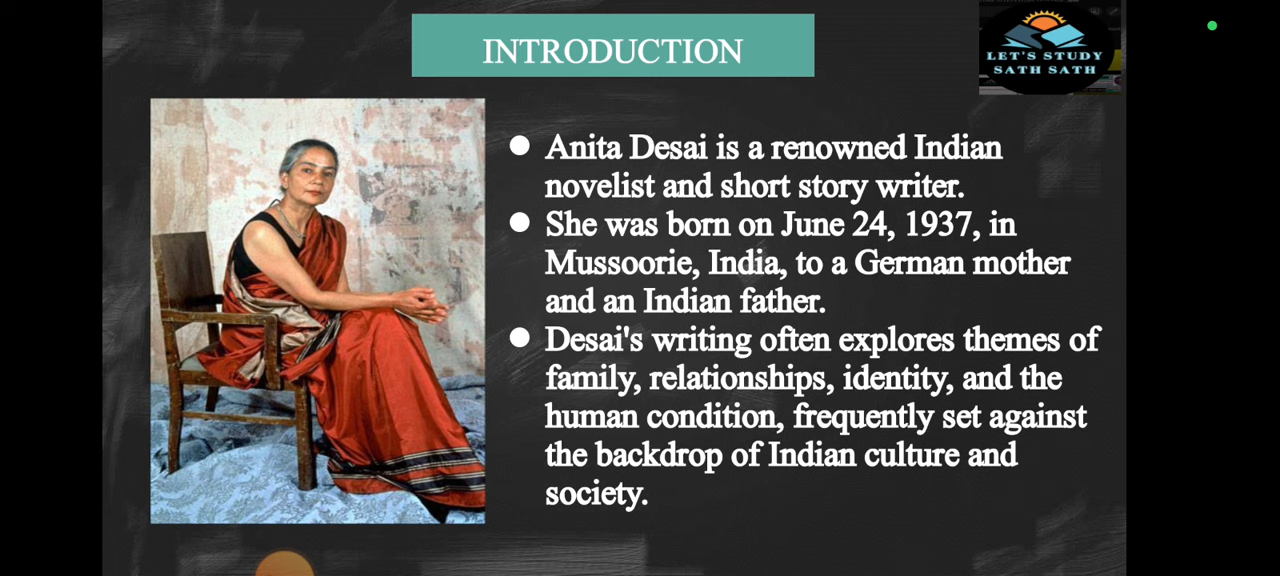 INTRODUCTION
LET'S STUDY
SATH SATH
Anita Desai is a renowned Indian
novelist and short story writer.
She was born on June 24, 1937, in
Mussoorie, India, to a German mother
and an Indian father.
Desai's writing often explores themes of
family, relationships, identity, and the
human condition, frequently set against
the backdrop of Indian culture and
society.